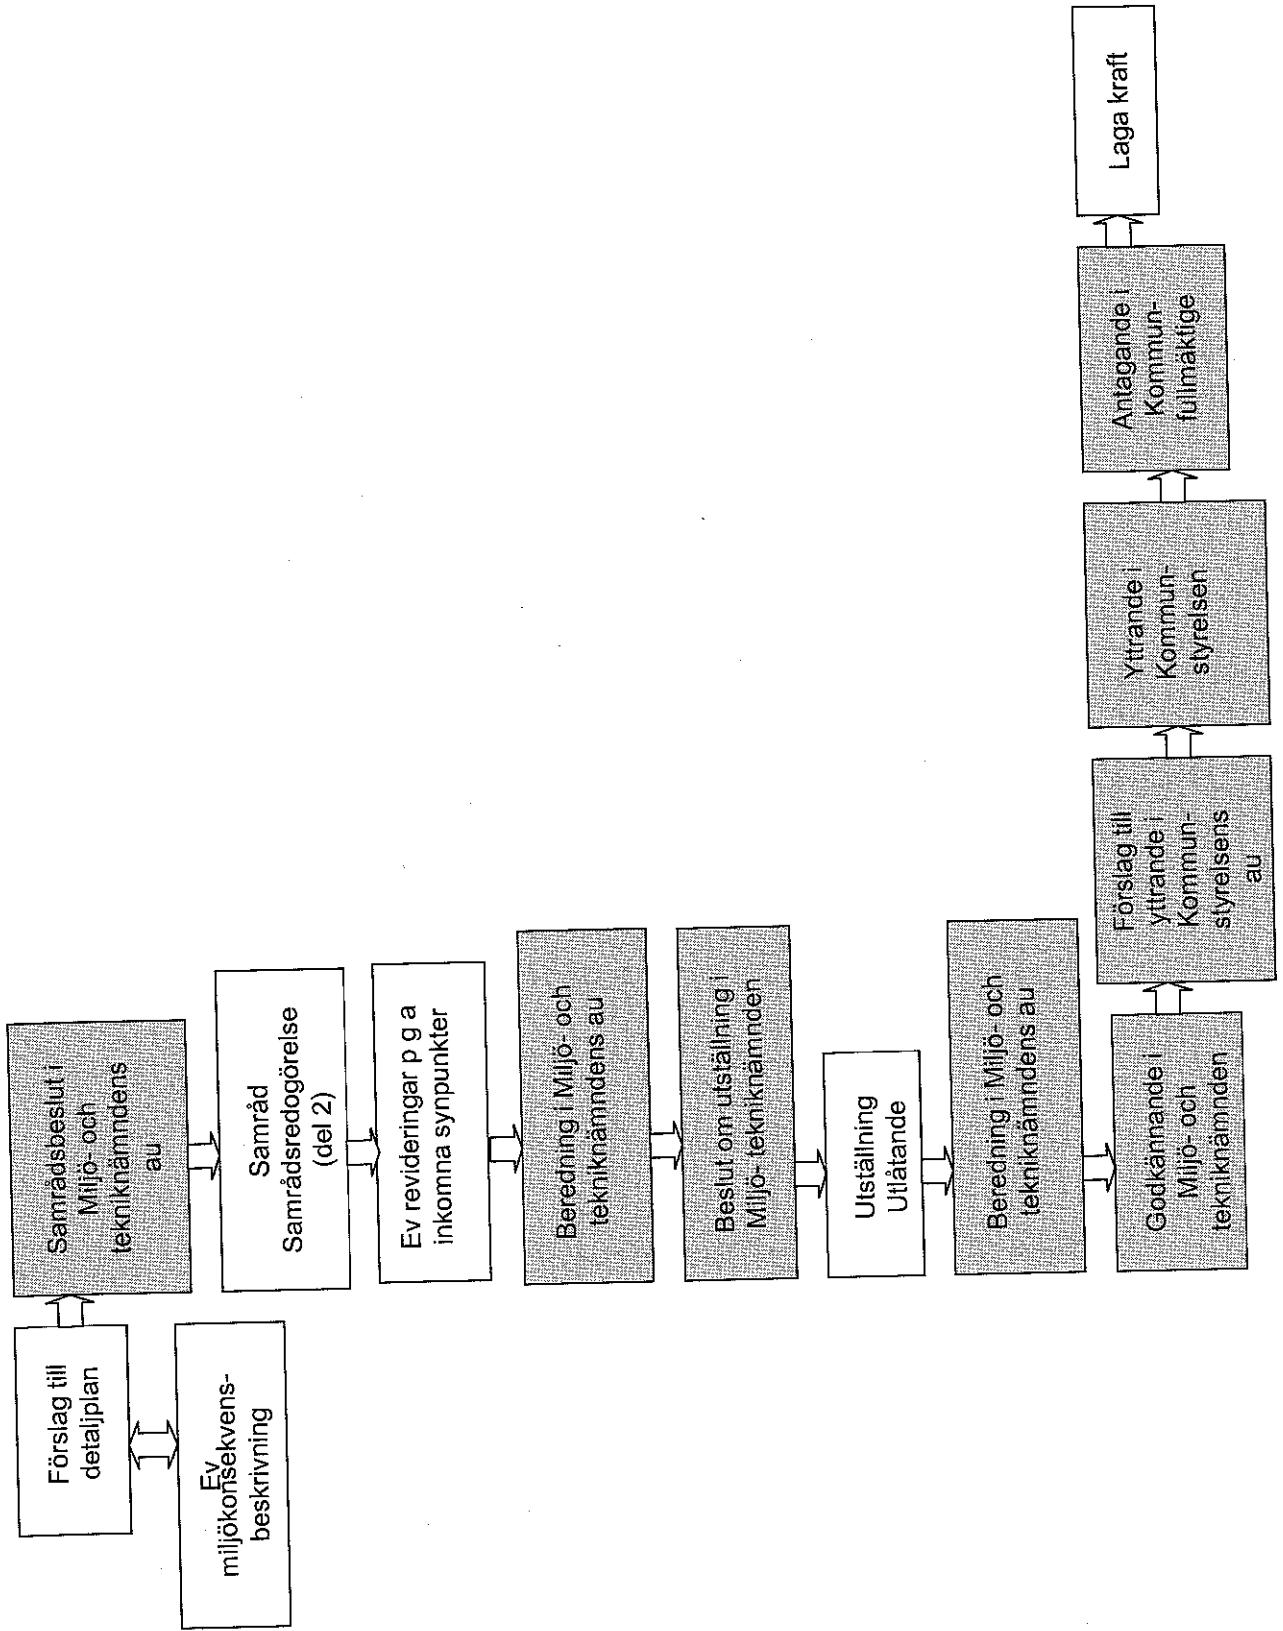 Förslag till
detaljplan
Ev
miljökonsekvens-
beskrivning
Samrådsbeslut i
Miljö- och
tekniknämndens
au
Samråd
Samrådsredogörelse
(del 2)
Ev revideringar p g a
inkomna synpunkter
Beredning i Miljö- och
tekniknämndens au
Beslut om utställning i
Miljö- tekniknämnden
Utställning
Utlåtande
Beredning i Miljö- och
tekniknämndens au
Godkännande i
Miljö- och
tekniknämnden
Förslag till
yttrande i
Kommun-
styrelsens
au
Yttrande i
Kommun-
styrelsen
Antagande i
Kommun-
fullmäktige
Laga kraft